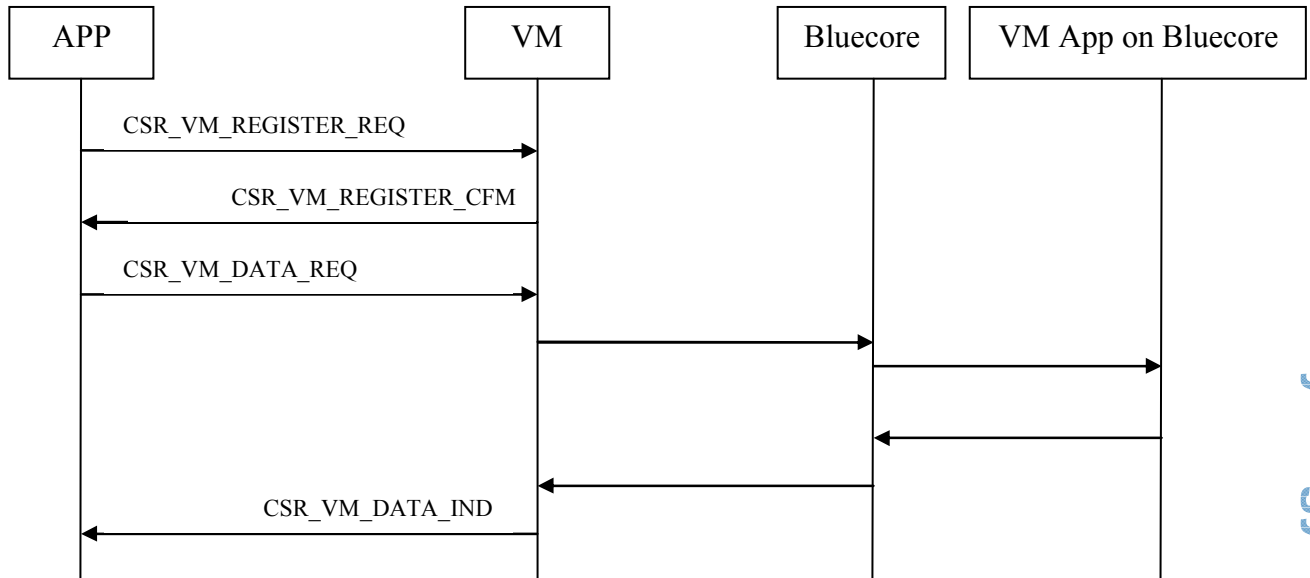 APP
VM
Bluecore
VM App on Bluecore
CSR_VM_REGISTER_REQ
CSR_VM_REGISTER_CFM
CSR_VM_DATA_REQ
CSR_VM_DATA_IND